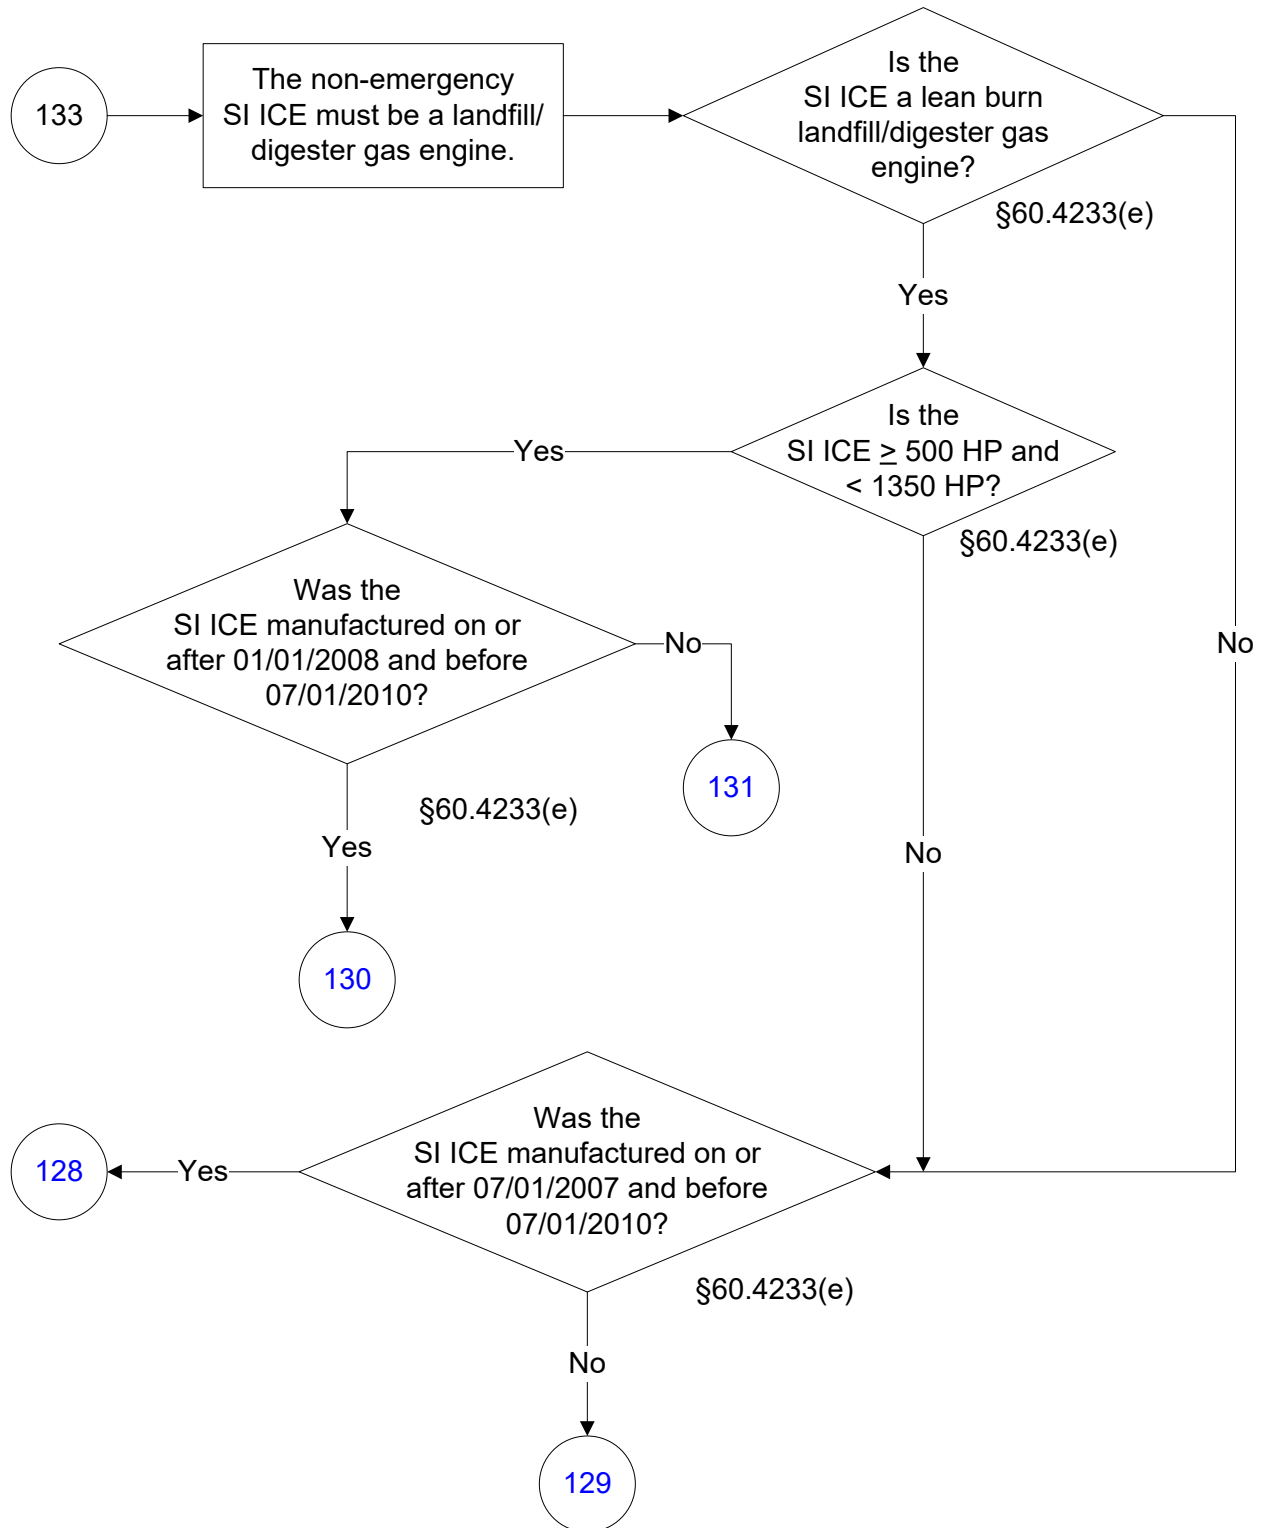 133
The non-emergency
SI ICE must be a landfill/
digester gas engine.
Is the
SI ICE a lean burn
landfill/digester gas
engine?
§60.4233(e)
Yes
Is the
SI ICE ≥ 500 HP and
< 1350 HP?
§60.4233(e)
Yes
Was the
SI ICE manufactured on or
after 01/01/2008 and before
07/01/2010?
§60.4233(e)
No
131
Yes
130
No
No
Was the
SI ICE manufactured on or
after 07/01/2007 and before
07/01/2010?
§60.4233(e)
Yes
128
No
129